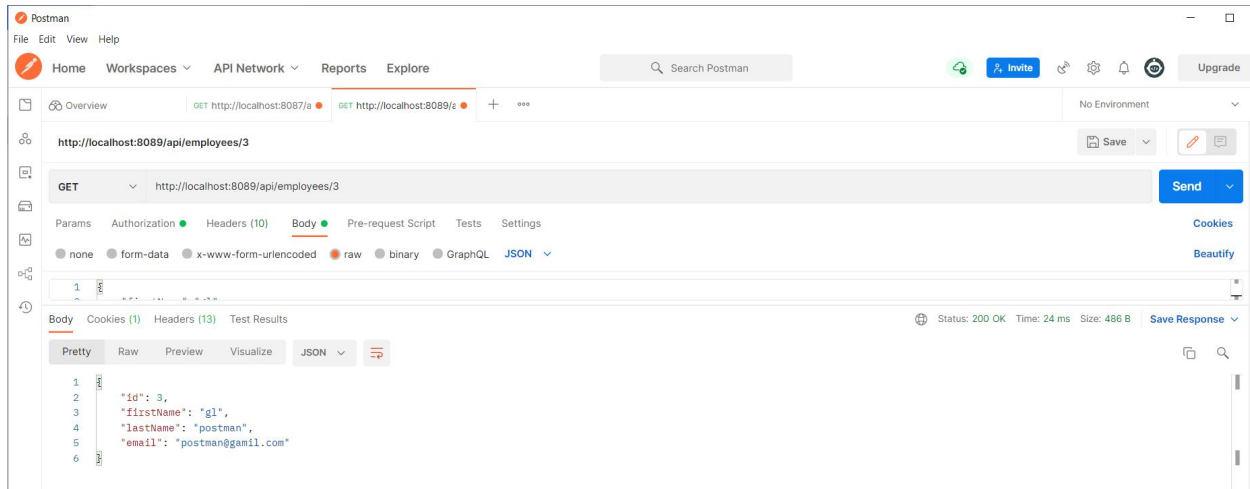 Postman
File Edit View Help
Home Workspaces API Network Reports Explore Search Postman Invite Upgrade
Overview GET http://localhost:8087/a GET http://localhost:8089/a + ooo No Environment
http://localhost:8089/api/employees/3 Save
GET http://localhost:8089/api/employees/3 Send
Params Authorization Headers (10) Body Pre-request Script Tests Settings Cookies
none form-data x-www-form-urlencoded raw binary GraphQL JSON Beautify
1 {
Body Cookies (1) Headers (13) Test Results Status: 200 OK Time: 24 ms Size: 486 B Save Response
Pretty Raw Preview Visualize JSON
1 {
2 "id": 3,
3 "firstName": "gl",
4 "lastName": "postman",
5 "email": "postman@gamil.com"
6 }